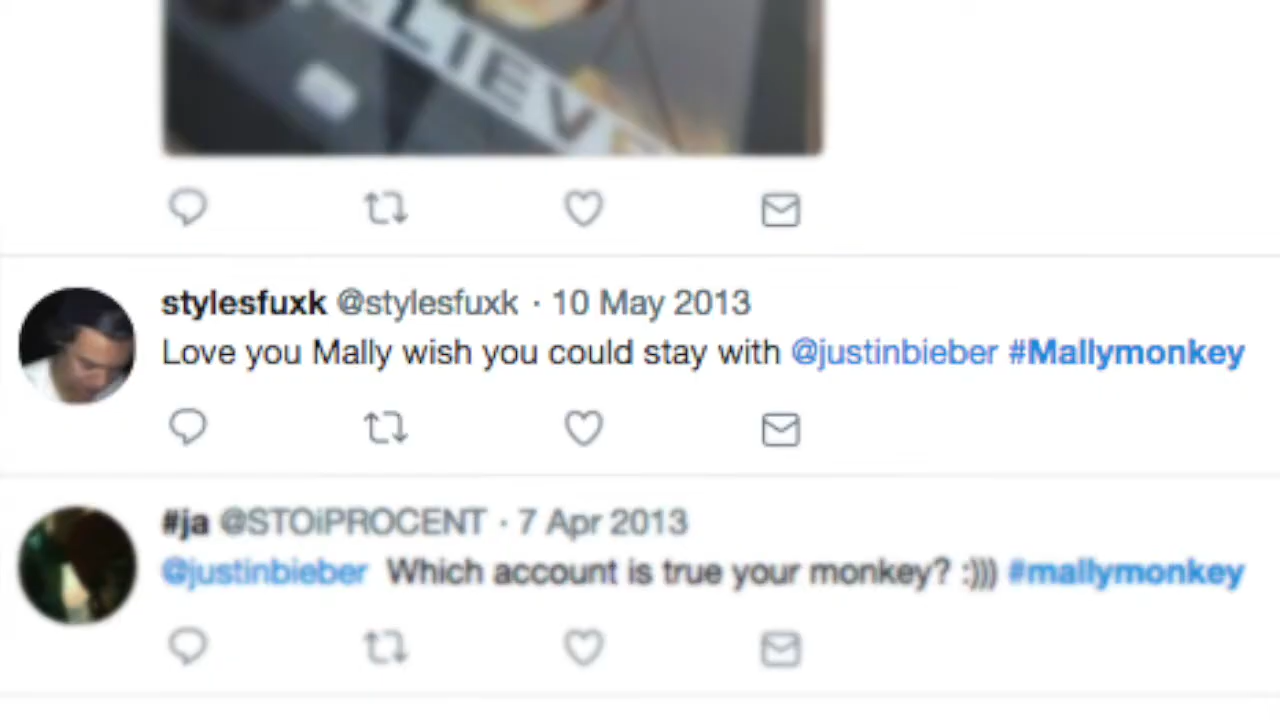 ELIEVE
stylesfuxk @stylesfuxk · 10 May 2013
Love you Mally wish you could stay with @justinbieber #Mallymonkey
#ja @STOiPROCENT · 7 Apr 2013
@justinbieber Which account is true your monkey? :))) #mallymonkey